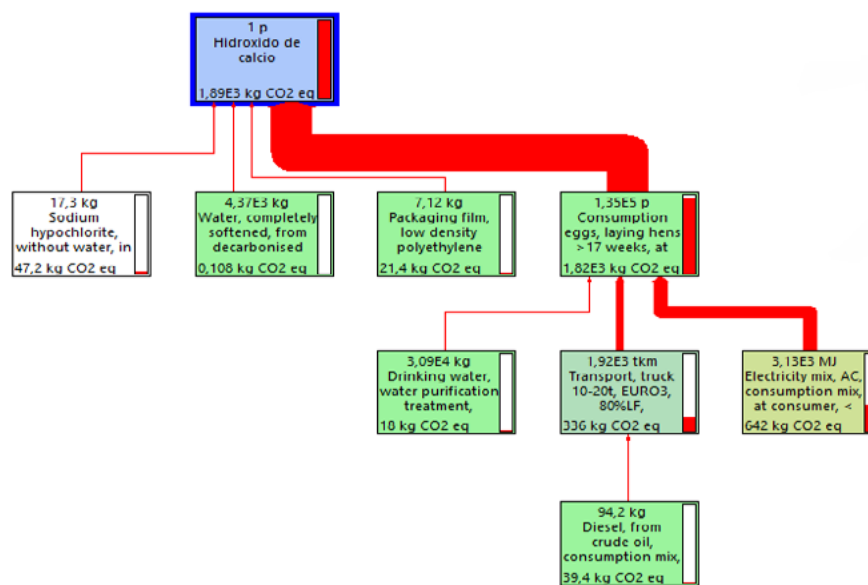 1 p
Hidroxido de
calcio
1,89E3 kg CO2 eq
17,3 kg
Sodium
hypochlorite,
without water, in
47,2 kg CO2 eq
4,37E3 kg
Water, completely
softened, from
decarbonised
0,108 kg CO2 eq
7,12 kg
Packaging film,
low density
polyethylene
21,4 kg CO2 eq
1,35E5 p
Consumption
eggs, laying hens
>17 weeks, at
1,82E3 kg CO2 eq
3,09E4 kg
Drinking water,
water purification
treatment,
18 kg CO2 eq
1,92E3 tkm
Transport, truck
10-20t, EURO3,
80%LF,
336 kg CO2 eq
3,13E3 MJ
Electricity mix, AC,
consumption mix,
at consumer, <
642 kg CO2 eq
94,2 kg
Diesel, from
crude oil,
consumption mix,
39,4 kg CO2 eq